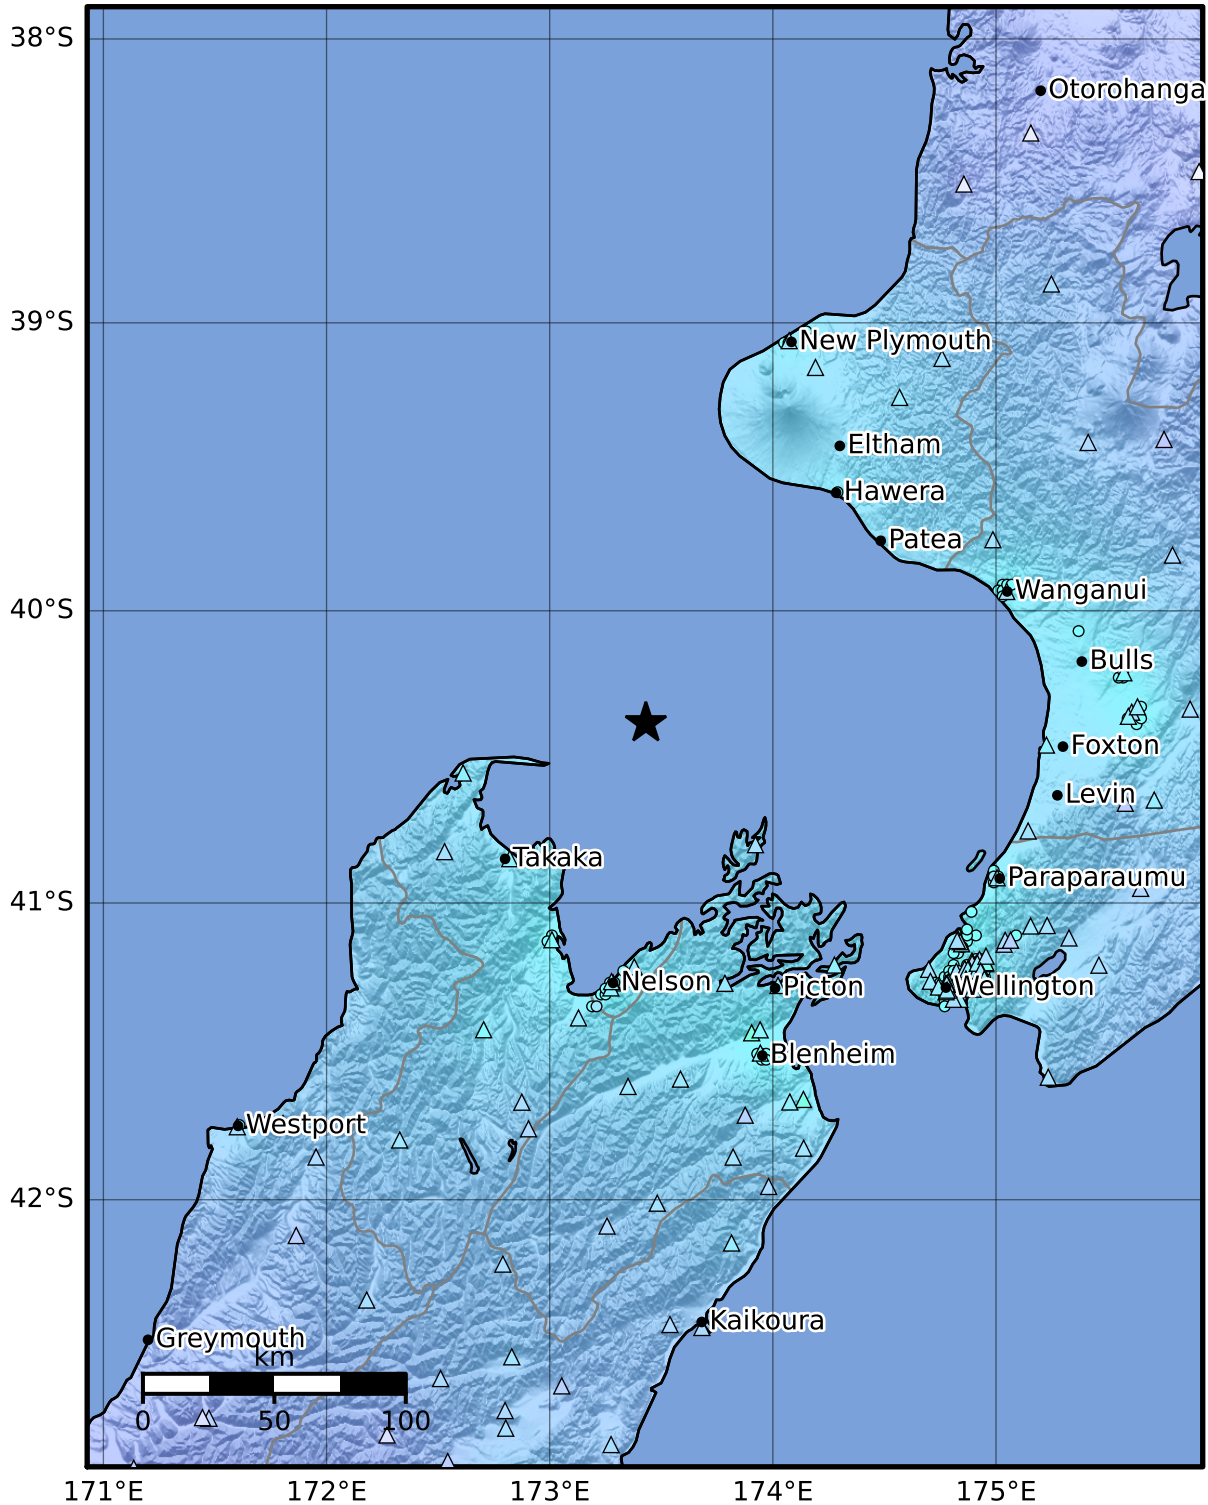 38°S
Otorohanga
39°S
New Plymouth
Eltham
Hawera
Patea
Wanganui
40°S
Bulls
Foxton
Levin
Takaka
Paraparaumu
41°S
Nelson
Picton
Wellington
Blenheim
Westport
42°S
Kaikoura
Greymouth
km
0 50 100
171°E 172°E 173°E 174°E 175°E